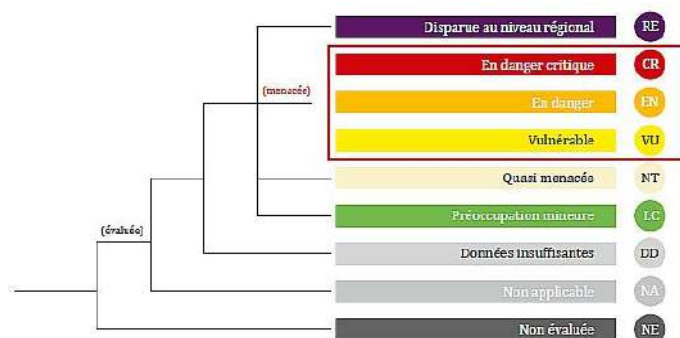 Disparue au niveau régional RE
En danger critique CR
(menacée)
En danger EN
Vulnérable VU
Quasi menacée NT
Préoccupation mineure LC
(évaluée)
Données insuffisantes DD
Non applicable NA
Non évaluée NE